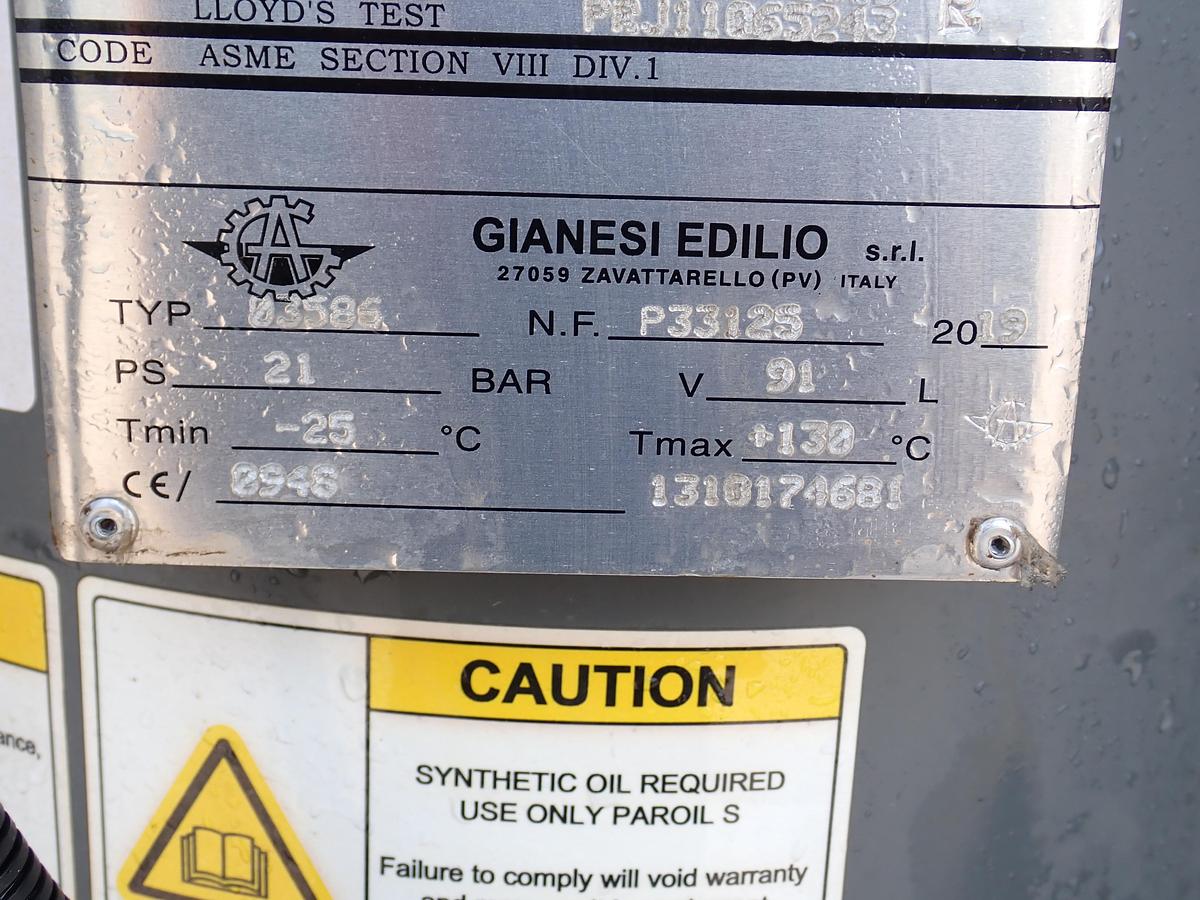 LLOYD'S TEST PRJ11065243
CODE ASME SECTION VIII DIV.1
GIANESI EDILIO s.r.l.
27059 ZAVATTARELLO (PV) ITALY
TYP 03586 N.F. P33125 2019
PS 21 BAR V 91 L
Tmin -25 °C Tmax +130 °C
CE/ 0948 1310174681
ance,
CAUTION
SYNTHETIC OIL REQUIRED
USE ONLY PAROIL S
Failure to comply will void warranty